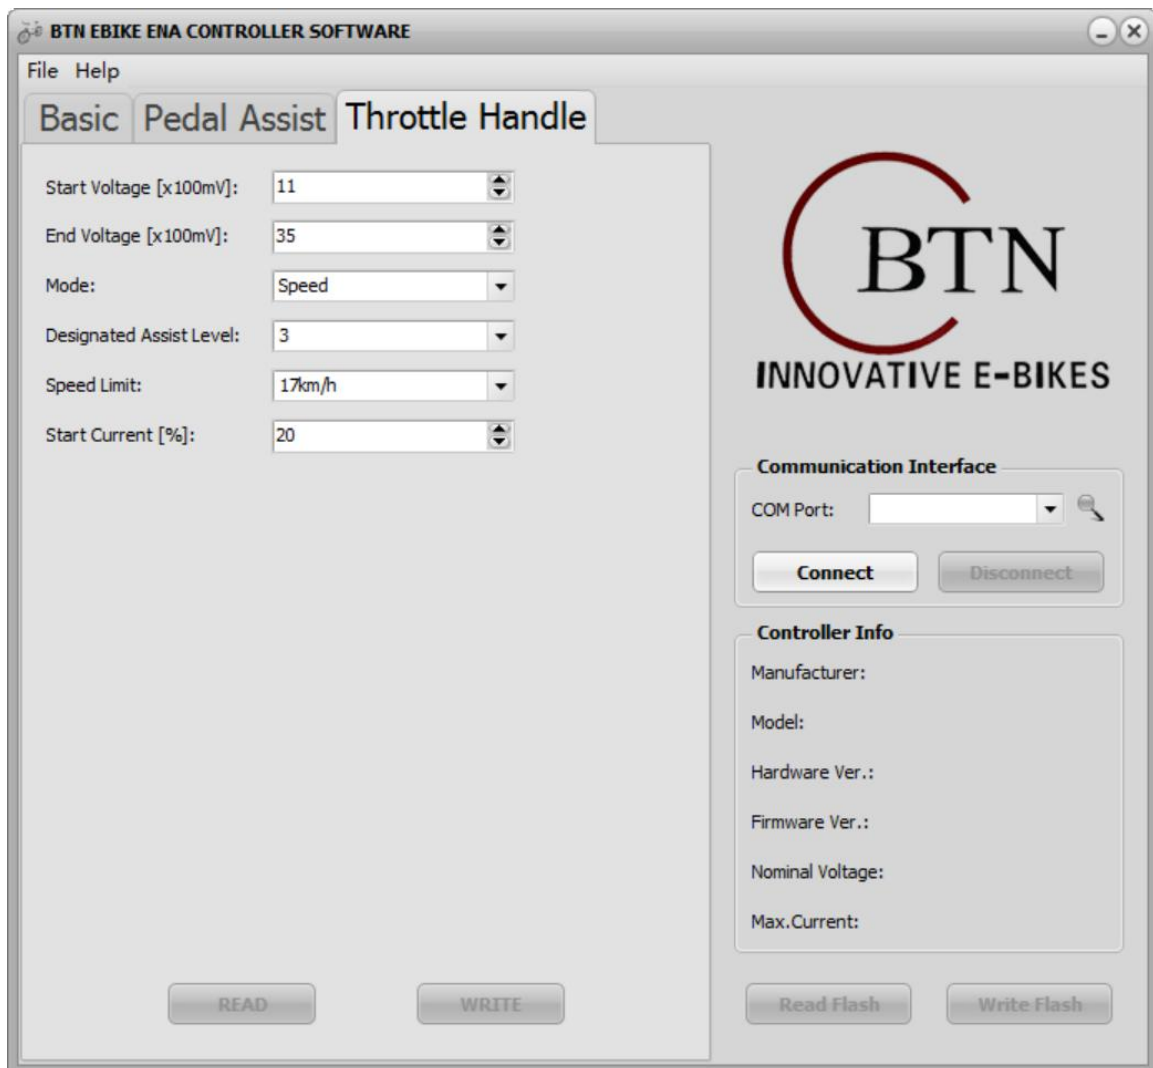 BTN EBIKE ENA CONTROLLER SOFTWARE
File Help
Basic Pedal Assist Throttle Handle
Start Voltage [x100mV]: 11
End Voltage [x100mV]: 35
Mode: Speed
Designated Assist Level: 3
Speed Limit: 17km/h
Start Current [%]: 20
READ WRITE
BTN
INNOVATIVE E-BIKES
Communication Interface
COM Port:
Connect Disconnect
Controller Info
Manufacturer:
Model:
Hardware Ver.:
Firmware Ver.:
Nominal Voltage:
Max.Current:
Read Flash Write Flash